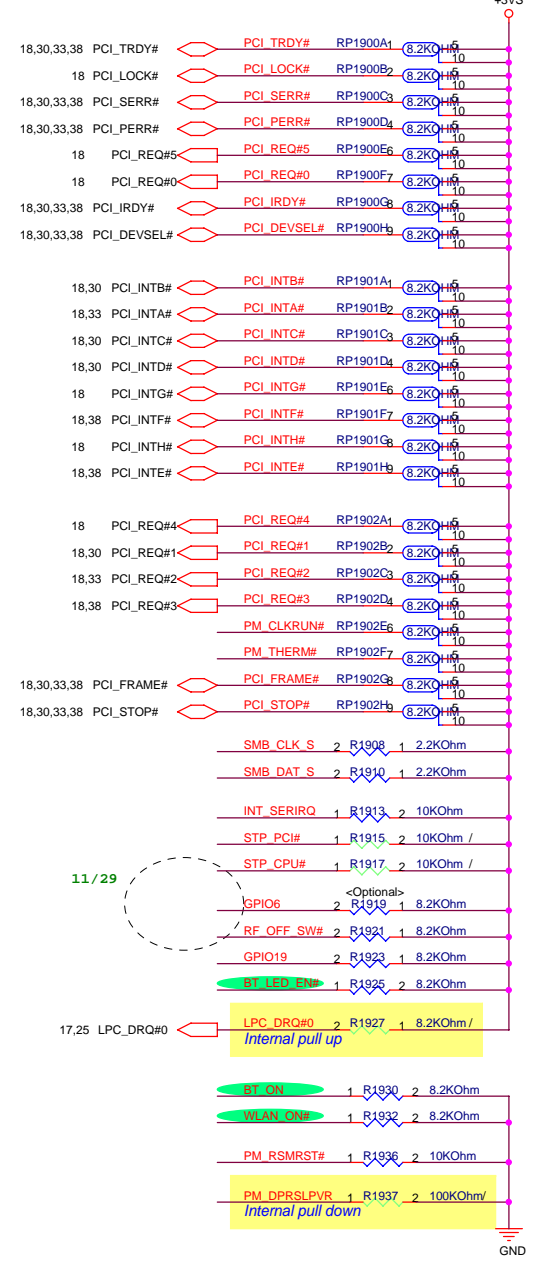 +3VS
18,30,33,38 PCI_TRDY# PCI_TRDY# RP1900A 1 8.2KOHM 5 10
18 PCI_LOCK# PCI_LOCK# RP1900B 2 8.2KOHM 5 10
18,30,33,38 PCI_SERR# PCI_SERR# RP1900C 3 8.2KOHM 5 10
18,30,33,38 PCI_PERR# PCI_PERR# RP1900D 4 8.2KOHM 5 10
18 PCI_REQ#5 PCI_REQ#5 RP1900E 6 8.2KOHM 5 10
18 PCI_REQ#0 PCI_REQ#0 RP1900F 7 8.2KOHM 5 10
18,30,33,38 PCI_IRDY# PCI_IRDY# RP1900G 8 8.2KOHM 5 10
18,30,33,38 PCI_DEVSEL# PCI_DEVSEL# RP1900H 9 8.2KOHM 5 10
18,30 PCI_INTB# PCI_INTB# RP1901A 1 8.2KOHM 5 10
18,33 PCI_INTA# PCI_INTA# RP1901B 2 8.2KOHM 5 10
18,30 PCI_INTC# PCI_INTC# RP1901C 3 8.2KOHM 5 10
18,30 PCI_INTD# PCI_INTD# RP1901D 4 8.2KOHM 5 10
18 PCI_INTG# PCI_INTG# RP1901E 6 8.2KOHM 5 10
18,38 PCI_INTF# PCI_INTF# RP1901F 7 8.2KOHM 5 10
18 PCI_INTH# PCI_INTH# RP1901G 8 8.2KOHM 5 10
18,38 PCI_INTE# PCI_INTE# RP1901H 9 8.2KOHM 5 10
18 PCI_REQ#4 PCI_REQ#4 RP1902A 1 8.2KOHM 5 10
18,30 PCI_REQ#1 PCI_REQ#1 RP1902B 2 8.2KOHM 5 10
18,33 PCI_REQ#2 PCI_REQ#2 RP1902C 3 8.2KOHM 5 10
18,38 PCI_REQ#3 PCI_REQ#3 RP1902D 4 8.2KOHM 5 10
PM_CLKRUN# RP1902E 6 8.2KOHM 5 10
PM_THERM# RP1902F 7 8.2KOHM 5 10
18,30,33,38 PCI_FRAME# PCI_FRAME# RP1902G 8 8.2KOHM 5 10
18,30,33,38 PCI_STOP# PCI_STOP# RP1902H 9 8.2KOHM 5 10
SMB_CLK_S 2 R1908 1 2.2KOhm
SMB_DAT_S 2 R1910 1 2.2KOhm
INT_SERIRQ 1 R1913 2 10KOhm
STP_PCI# 1 R1915 2 10KOhm /
STP_CPU# 1 R1917 2 10KOhm /
11/29
<Optional>
GPIO6 2 R1919 1 8.2KOhm
RF_OFF_SW# 2 R1921 1 8.2KOhm
GPIO19 2 R1923 1 8.2KOhm
BT_LED_EN# 1 R1925 2 8.2KOhm
17,25 LPC_DRQ#0 LPC_DRQ#0 2 R1927 1 8.2KOhm /
Internal pull up
BT_ON 1 R1930 2 8.2KOhm
WLAN_ON# 1 R1932 2 8.2KOhm
PM_RSMRST# 1 R1936 2 10KOhm
PM_DPRSLPVR 1 R1937 2 100KOhm/
Internal pull down
GND